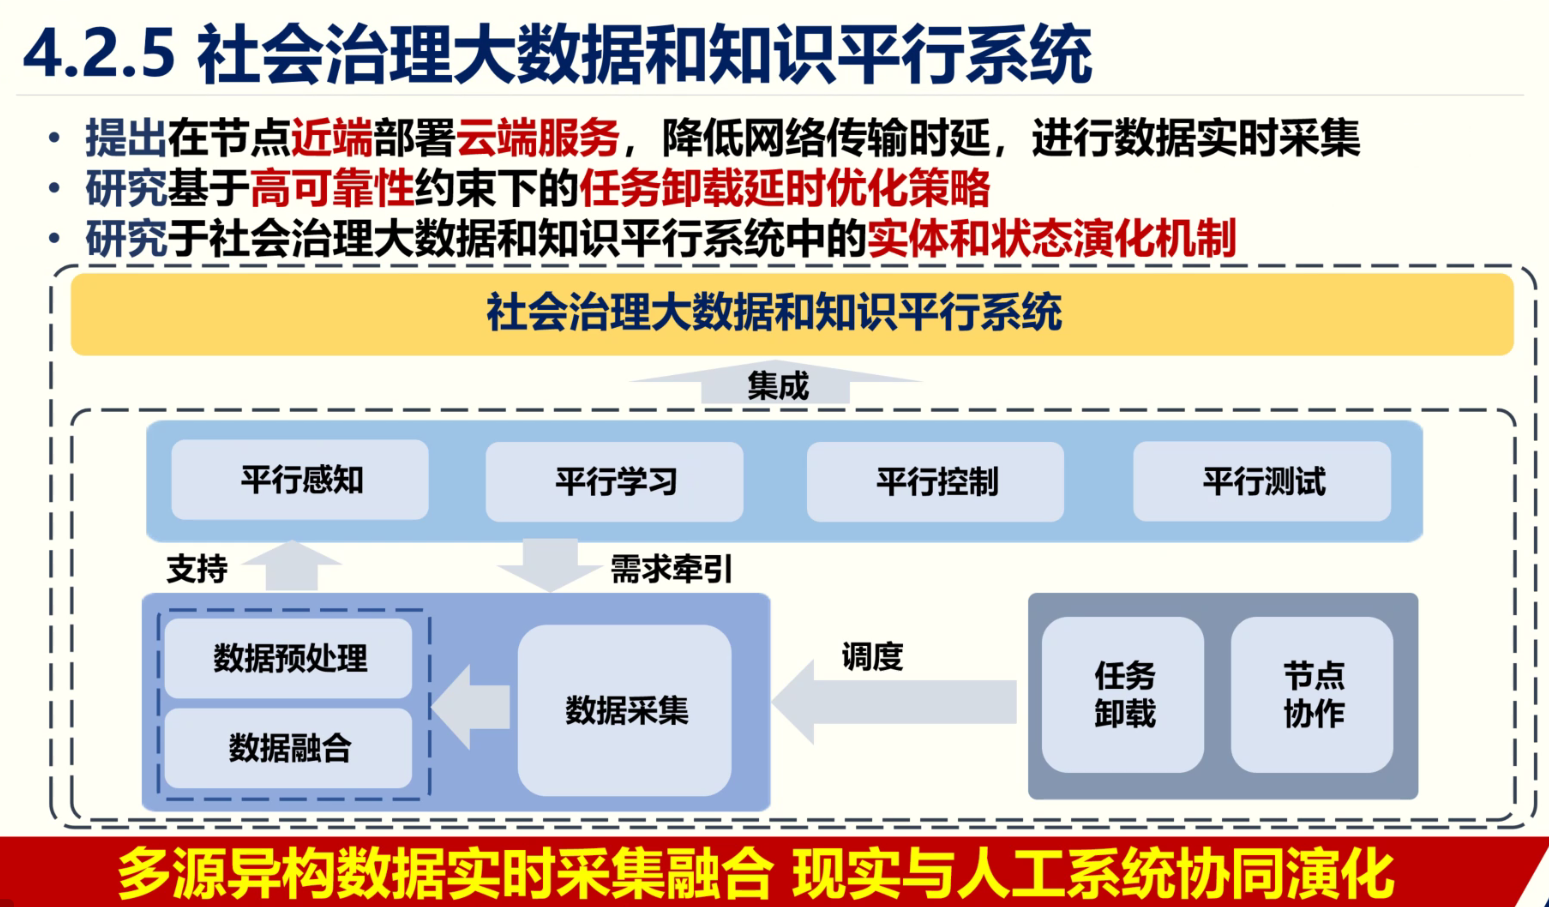 4.2.5 社会治理大数据和知识平行系统
• 提出在节点近端部署云端服务，降低网络传输时延，进行数据实时采集
• 研究基于高可靠性约束下的任务卸载延时优化策略
• 研究于社会治理大数据和知识平行系统中的实体和状态演化机制
社会治理大数据和知识平行系统
集成
平行感知
平行学习
平行控制
平行测试
支持
需求牵引
数据预处理
数据融合
数据采集
调度
任务
卸载
节点
协作
多源异构数据实时采集融合 现实与人工系统协同演化